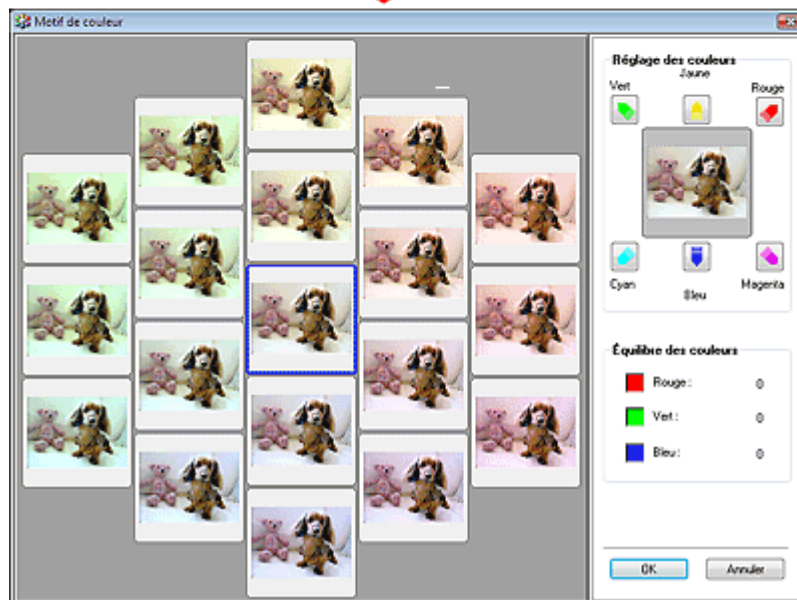 Motif de couleur
Réglage des couleurs
Jaune
Vert
Rouge
Cyan
Bleu
Magenta
Équilibre des couleurs
Rouge : 0
Vert : 0
Bleu : 0
OK
Annuler